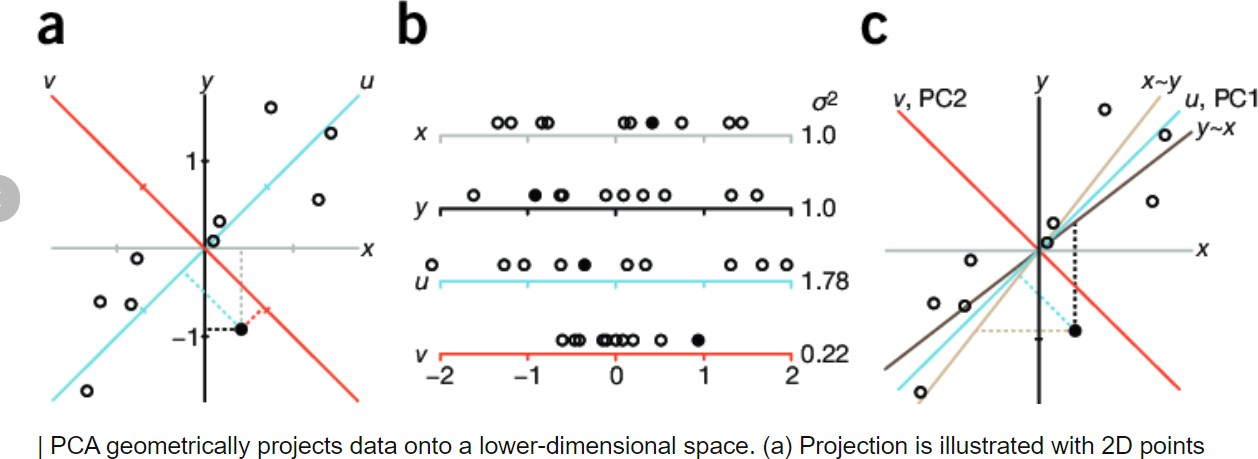 a
b
c
v
y
u
x
1
−1
σ2
x
1.0
y
1.0
u
1.78
v
0.22
−2
−1
0
1
2
v, PC2
y
x~y
u, PC1
y~x
x
| PCA geometrically projects data onto a lower-dimensional space. (a) Projection is illustrated with 2D points